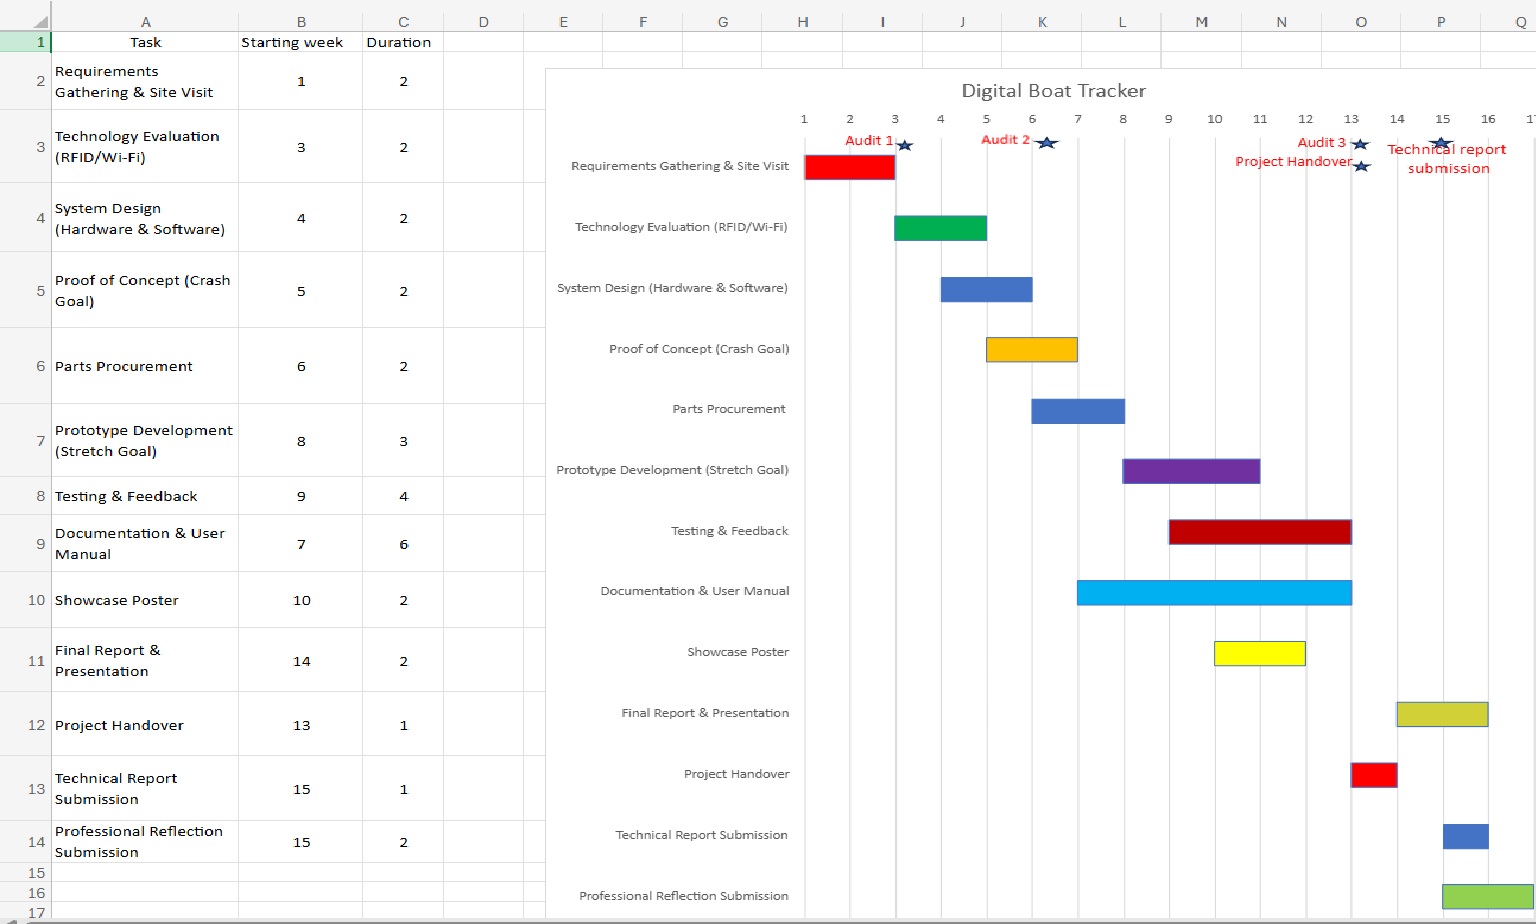 A B C D E F G H I J K L M N O P Q
1 Task Starting week Duration
2 Requirements
Gathering & Site Visit 1 2
3 Technology Evaluation
(RFID/Wi-Fi) 3 2
4 System Design
(Hardware & Software) 4 2
5 Proof of Concept (Crash
Goal) 5 2
6 Parts Procurement 6 2
7 Prototype Development
(Stretch Goal) 8 3
8 Testing & Feedback 9 4
9 Documentation & User
Manual 7 6
10 Showcase Poster 10 2
11 Final Report &
Presentation 14 2
12 Project Handover 13 1
13 Technical Report
Submission 15 1
14 Professional Reflection
Submission 15 2
15
16
17
Digital Boat Tracker
1 2 3 4 5 6 7 8 9 10 11 12 13 14 15 16
Audit 1
Audit 2
Audit 3
Project Handover
Technical report
submission
Requirements Gathering & Site Visit
Technology Evaluation (RFID/Wi-Fi)
System Design (Hardware & Software)
Proof of Concept (Crash Goal)
Parts Procurement
Prototype Development (Stretch Goal)
Testing & Feedback
Documentation & User Manual
Showcase Poster
Final Report & Presentation
Project Handover
Technical Report Submission
Professional Reflection Submission